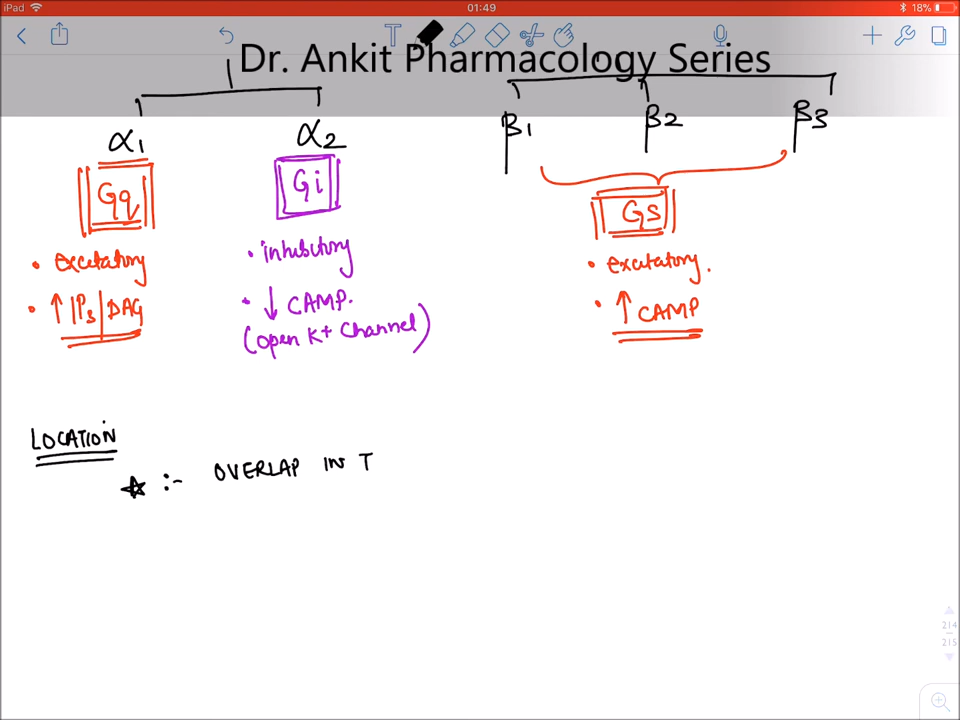 iPad 01:49 18%
Dr. Ankit Pharmacology Series
α1 α2 β1 β2 β3
Gq Gi Gs
• excitatory • inhibitory • excitatory.
• ↑ IP3|DAG • ↓ CAMP. • ↑ CAMP
(open K+ Channel)
LOCATION
☆ :- OVERLAP IN T
214
215